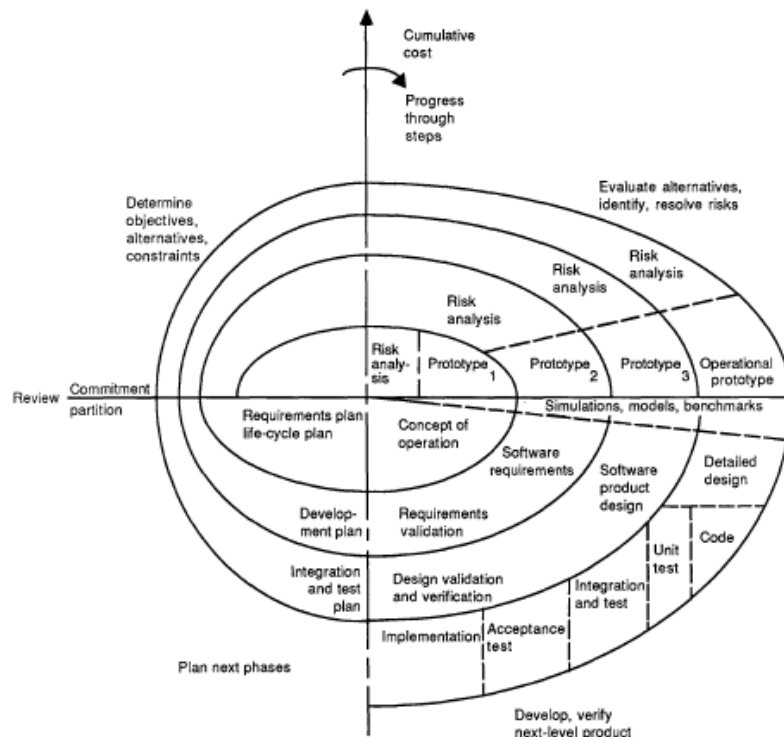 Cumulative
cost
Progress
through
steps
Determine
objectives,
alternatives,
constraints
Evaluate alternatives,
identify, resolve risks
Risk
analysis
Risk
analysis
Risk
analysis
Risk
analy-
sis
Prototype
1
Prototype
2
Prototype
3
Operational
prototype
Review
Commitment
partition
Simulations, models, benchmarks
Requirements plan
life-cycle plan
Concept of
operation
Software
requirements
Software
product
design
Detailed
design
Develop-
ment plan
Requirements
validation
Integration
and test
plan
Design validation
and verification
Integration
and test
Unit
test
Code
Implementation
Acceptance
test
Plan next phases
Develop, verify
next-level product